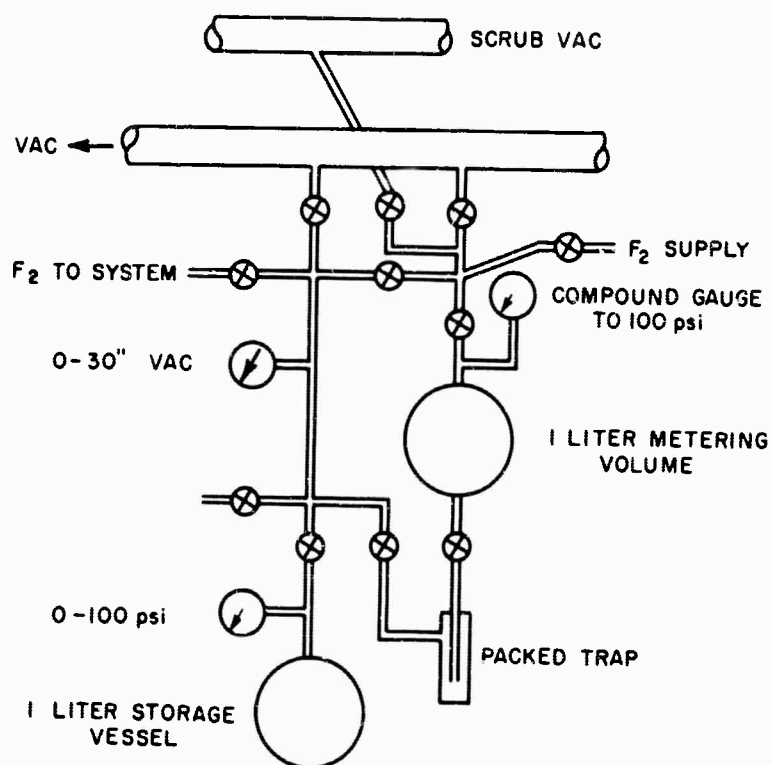 SCRUB VAC
VAC
F₂ TO SYSTEM
F₂ SUPPLY
COMPOUND GAUGE
TO 100 psi
0-30" VAC
1 LITER METERING
VOLUME
0-100 psi
PACKED TRAP
1 LITER STORAGE
VESSEL